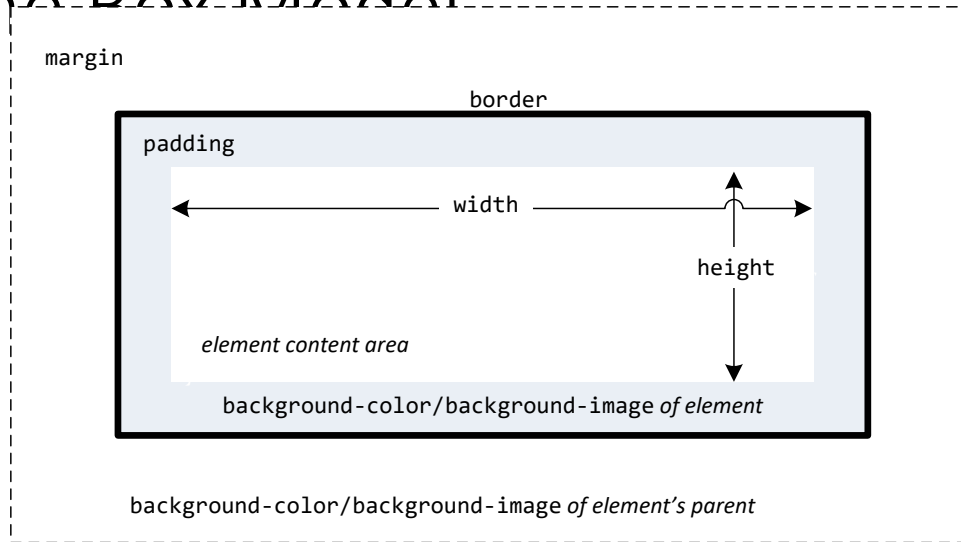 margin
border
padding
width
height
element content area
background-color/background-image of element
background-color/background-image of element's parent